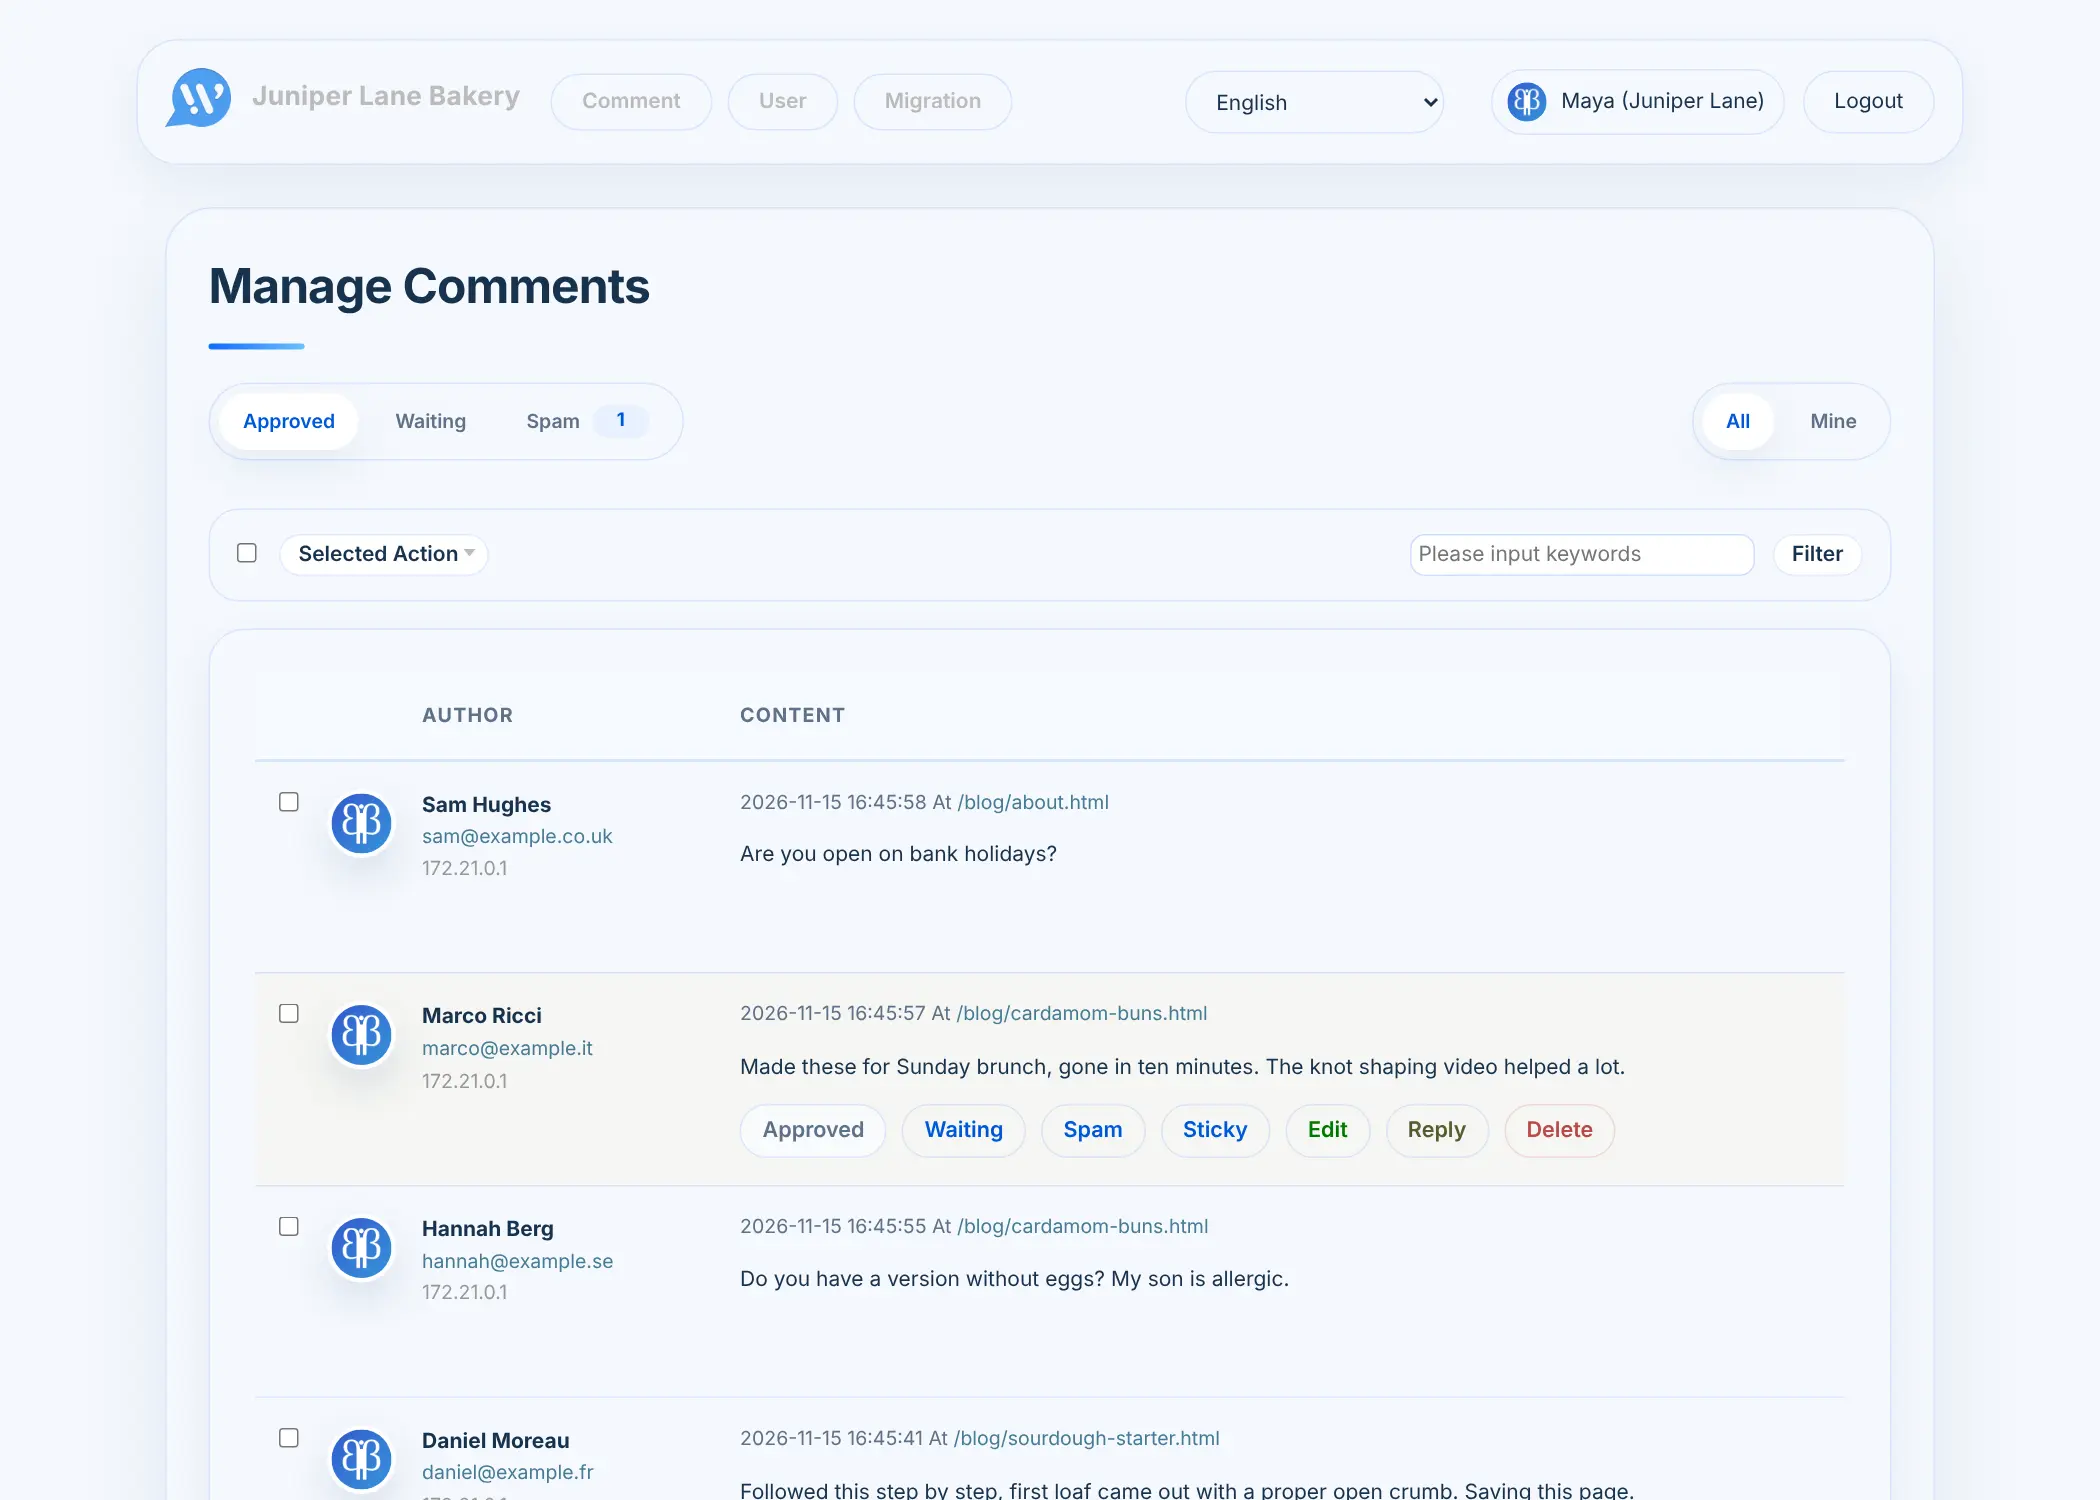 Juniper Lane Bakery
Comment
User
Migration
English
Maya (Juniper Lane)
Logout
Manage Comments
Approved
Waiting
Spam 1
All
Mine
Selected Action
Please input keywords
Filter
AUTHOR
CONTENT
Sam Hughes
sam@example.co.uk
172.21.0.1
2026-11-15 16:45:58 At /blog/about.html
Are you open on bank holidays?
Marco Ricci
marco@example.it
172.21.0.1
2026-11-15 16:45:57 At /blog/cardamom-buns.html
Made these for Sunday brunch, gone in ten minutes. The knot shaping video helped a lot.
Approved
Waiting
Spam
Sticky
Edit
Reply
Delete
Hannah Berg
hannah@example.se
172.21.0.1
2026-11-15 16:45:55 At /blog/cardamom-buns.html
Do you have a version without eggs? My son is allergic.
Daniel Moreau
daniel@example.fr
2026-11-15 16:45:41 At /blog/sourdough-starter.html
Followed this step by step, first loaf came out with a proper open crumb. Saving this page.